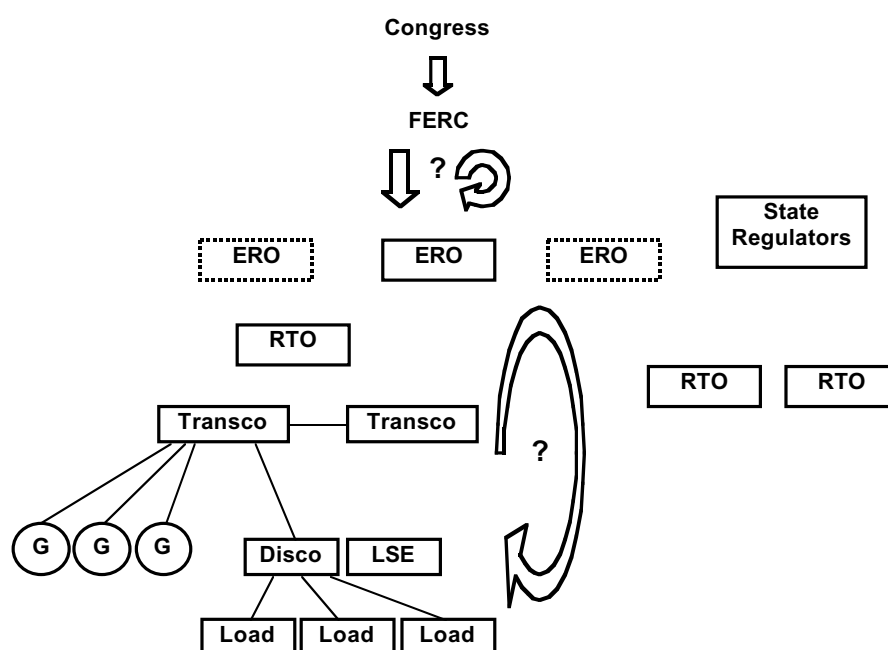 Congress
FERC
?
State
Regulators
ERO
ERO
ERO
RTO
RTO
RTO
Transco
Transco
?
G
G
G
Disco
LSE
Load
Load
Load